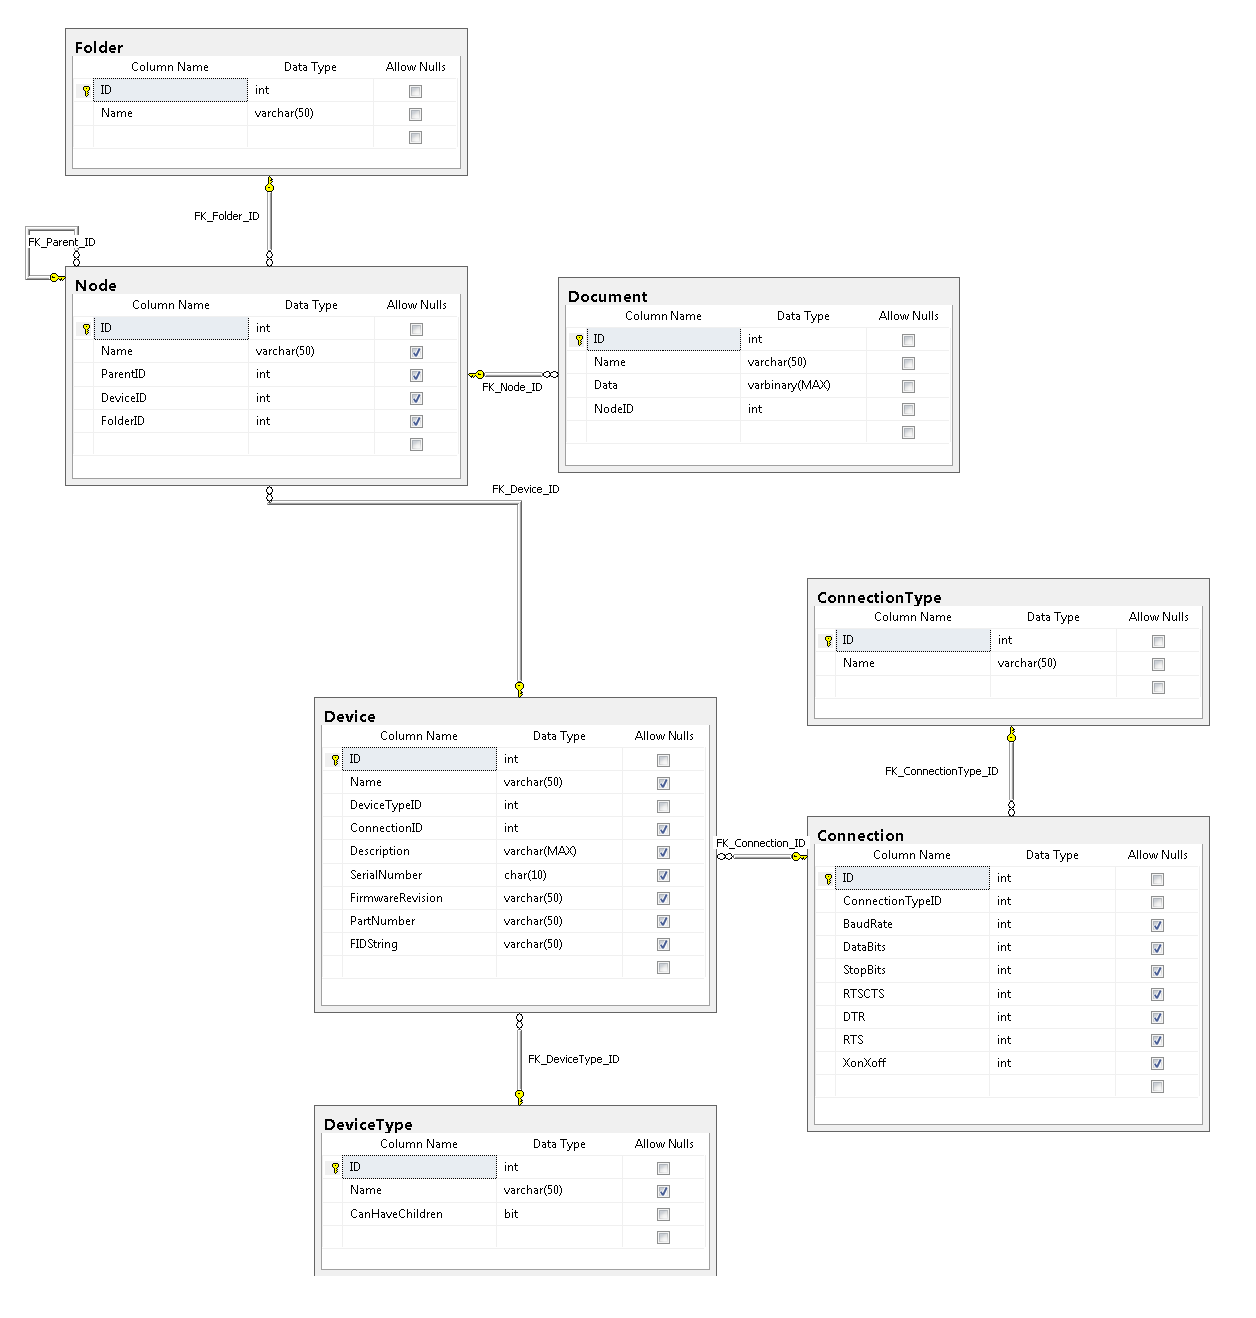 Folder
Column Name Data Type Allow Nulls
ID int
Name varchar(50)
FK_Folder_ID
FK_Parent_ID
Node
Column Name Data Type Allow Nulls
ID int
Name varchar(50)
ParentID int
DeviceID int
FolderID int
Document
Column Name Data Type Allow Nulls
ID int
Name varchar(50)
Data varbinary(MAX)
NodeID int
FK_Node_ID
FK_Device_ID
ConnectionType
Column Name Data Type Allow Nulls
ID int
Name varchar(50)
FK_ConnectionType_ID
Device
Column Name Data Type Allow Nulls
ID int
Name varchar(50)
DeviceTypeID int
ConnectionID int
Description varchar(MAX)
SerialNumber char(10)
FirmwareRevision varchar(50)
PartNumber varchar(50)
FIDString varchar(50)
FK_Connection_ID
Connection
Column Name Data Type Allow Nulls
ID int
ConnectionTypeID int
BaudRate int
DataBits int
StopBits int
RTSCTS int
DTR int
RTS int
XonXoff int
FK_DeviceType_ID
DeviceType
Column Name Data Type Allow Nulls
ID int
Name varchar(50)
CanHaveChildren bit